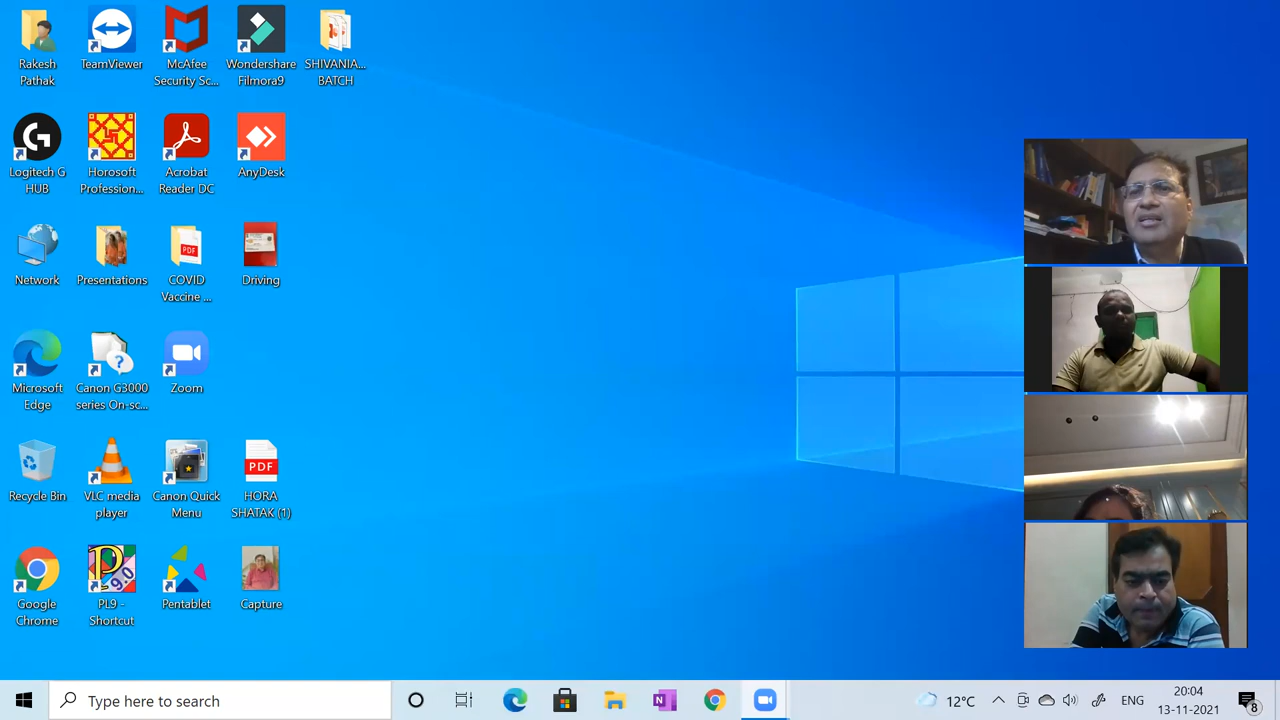 Rakesh
Pathak
TeamViewer
McAfee
Security Sc...
Wondershare
Filmora9
SHIVANIA...
BATCH
Logitech G
HUB
Horosoft
Profession...
Acrobat
Reader DC
AnyDesk
Network
Presentations
PDF
COVID
Vaccine ...
Driving
Microsoft
Edge
Canon G3000
series On-sc...
Zoom
Recycle Bin
VLC media
player
Canon Quick
Menu
PDF
HORA
SHATAK (1)
Google
Chrome
P 9.0
PL9 -
Shortcut
Pentablet
Capture
Type here to search
N
12°C
ENG
20:04
13-11-2021
8